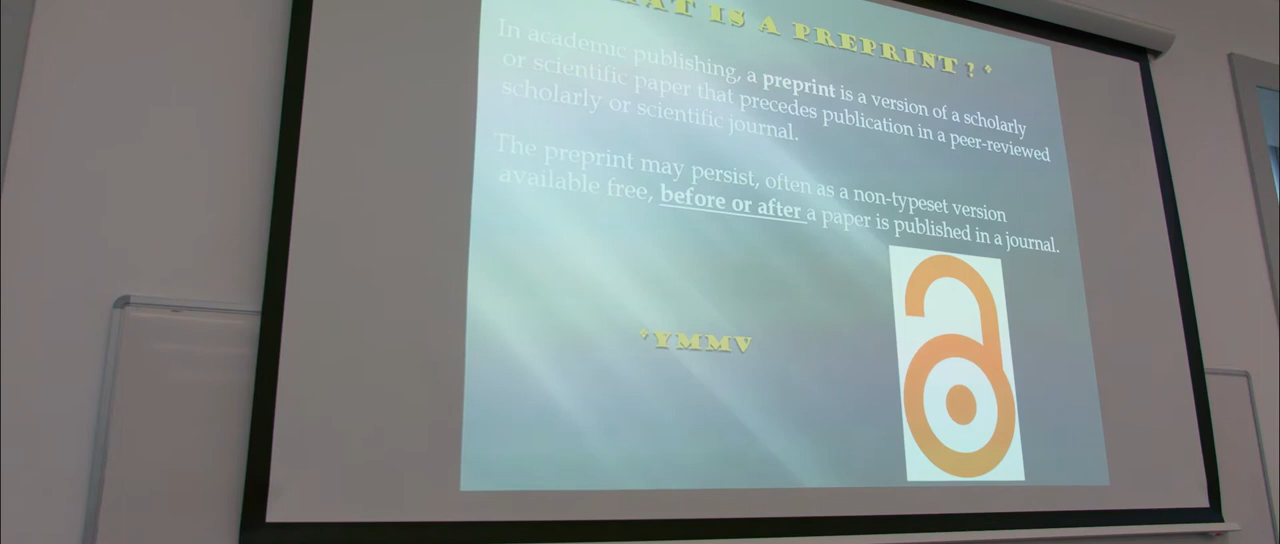 IS A PREPRINT ?*
In academic publishing, a preprint is a version of a scholarly
or scientific paper that precedes publication in a peer-reviewed
scholarly or scientific journal.
The preprint may persist, often as a non-typeset version
available free, before or after a paper is published in a journal.
*YMMV